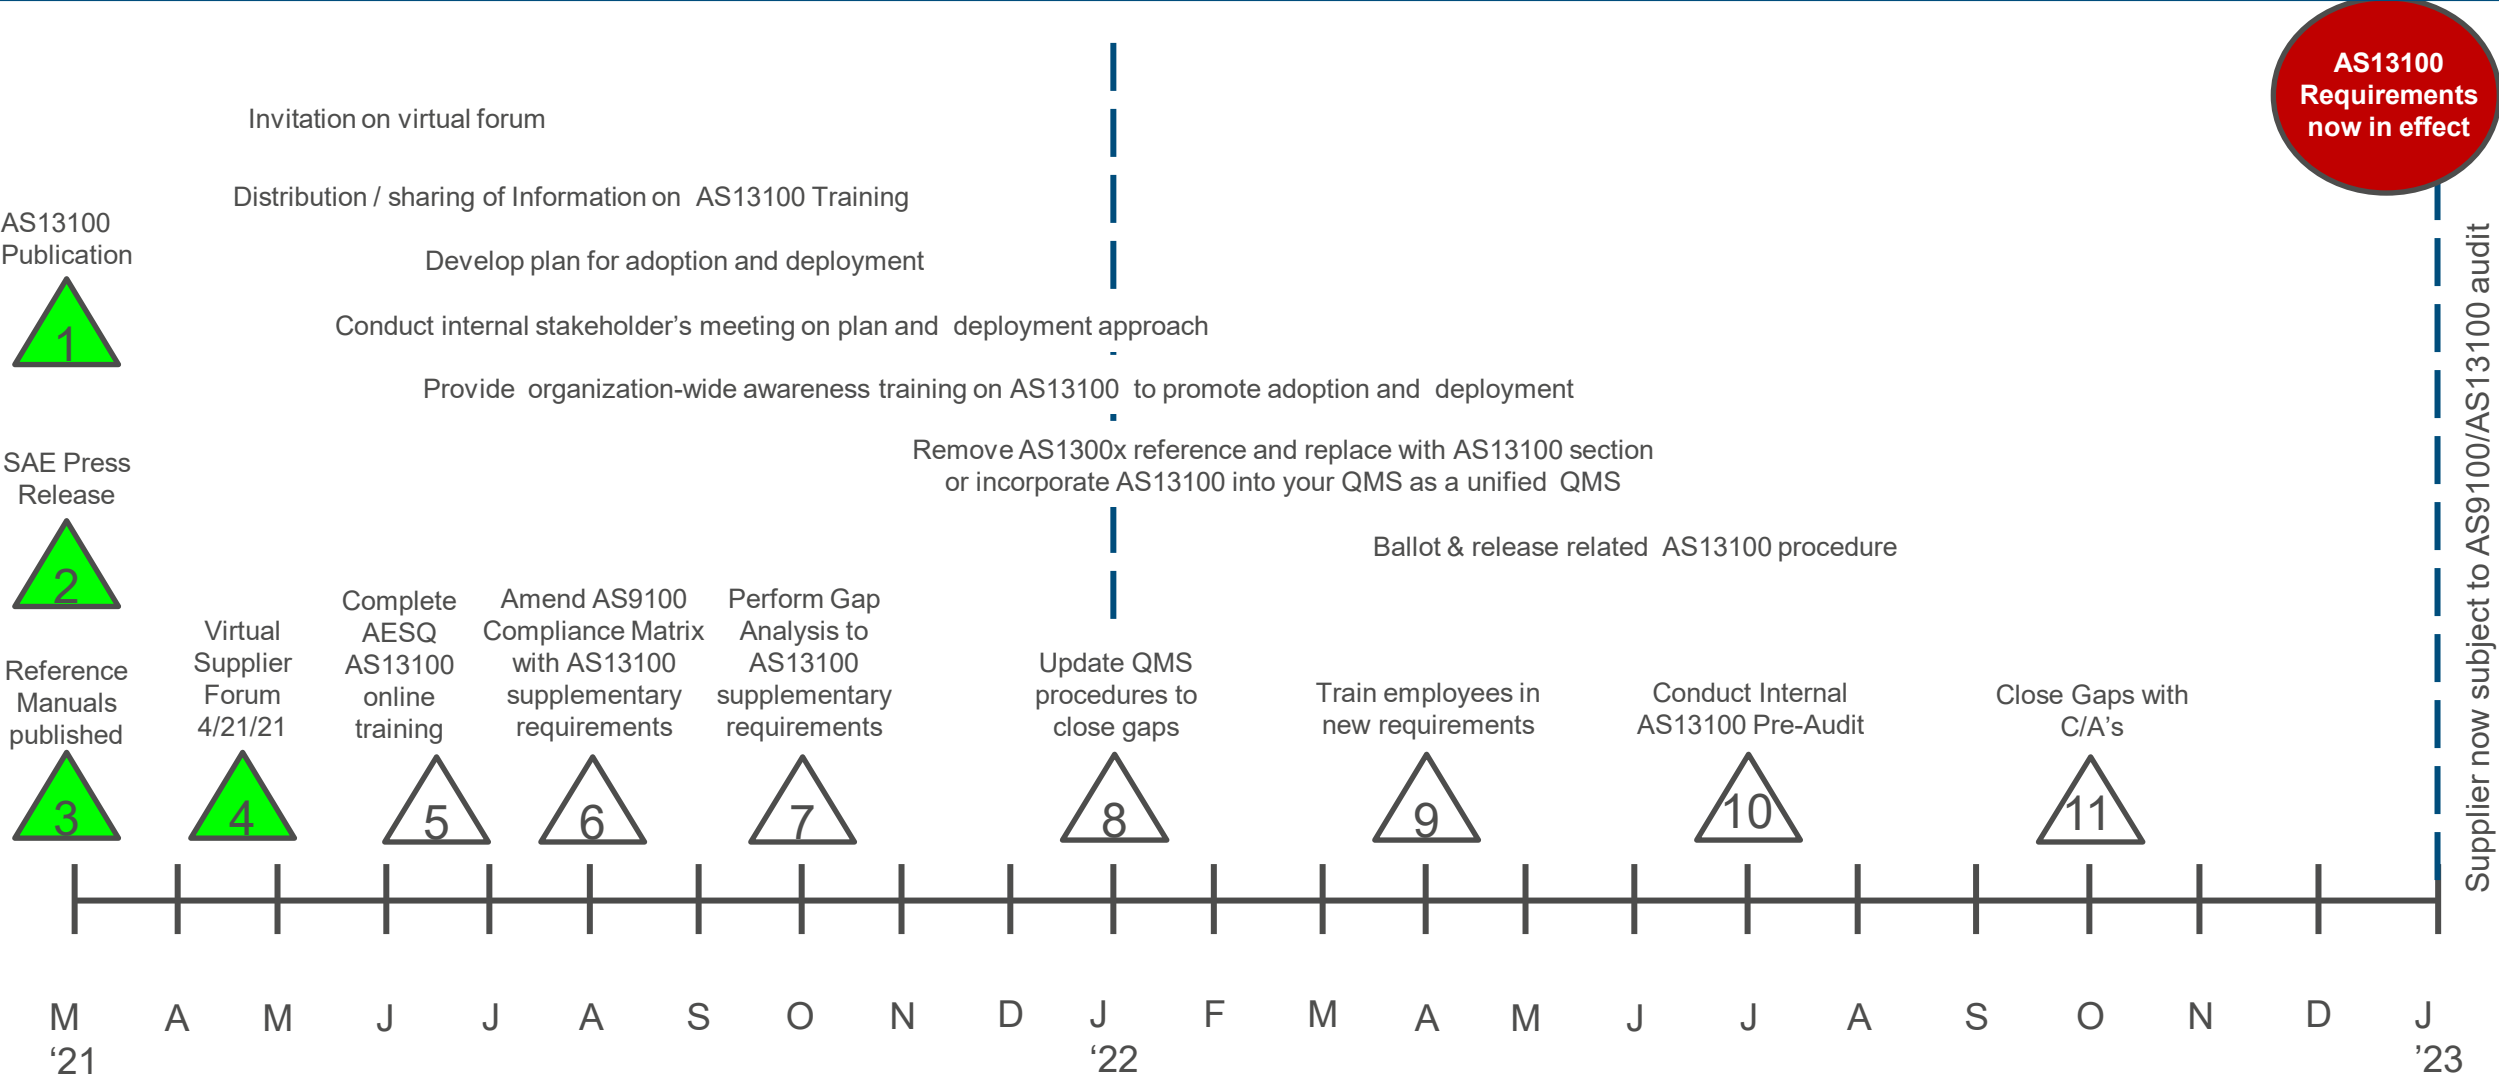 AS13100
Requirements
now in effect
Invitation on virtual forum
Distribution / sharing of Information on AS13100 Training
AS13100
Publication
Develop plan for adoption and deployment
1
Conduct internal stakeholder’s meeting on plan and deployment approach
Provide organization-wide awareness training on AS13100 to promote adoption and deployment
Remove AS1300x reference and replace with AS13100 section
or incorporate AS13100 into your QMS as a unified QMS
SAE Press
Release
2
Ballot & release related AS13100 procedure
Reference
Manuals
published
3
Virtual
Supplier
Forum
4/21/21
4
Complete
AESQ
AS13100
online
training
5
Amend AS9100
Compliance Matrix
with AS13100
supplementary
requirements
6
Perform Gap
Analysis to
AS13100
supplementary
requirements
7
Update QMS
procedures to
close gaps
8
Train employees in
new requirements
9
Conduct Internal
AS13100 Pre-Audit
10
Close Gaps with
C/A’s
11
Supplier now subject to AS9100/AS13100 audit
M A M J J A S O N D J F M A M J J A S O N D J
‘21 ‘22 ’23